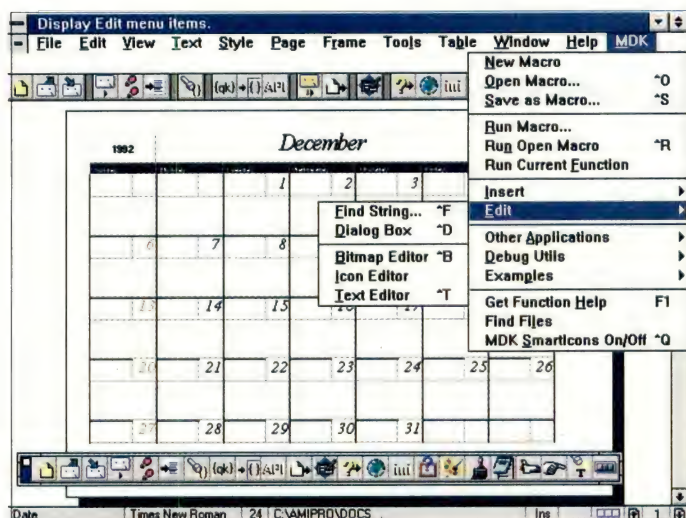 Display Edit menu items.
File Edit View Text Style Page Frame Tools Table Window Help MDK
New Macro
Open Macro... ^O
Save as Macro... ^S
Run Macro...
Run Open Macro ^R
Run Current Function
Insert
Edit
Other Applications
Debug Utils
Examples
Get Function Help F1
Find Files
MDK SmartIcons On/Off ^Q
Find String... ^F
Dialog Box ^D
Bitmap Editor ^B
Icon Editor
Text Editor ^T
1992 December
1 2 3
6 7 8
13 14 15
20 21 22 23 24 25 26
27 28 29 30 31
Date Times New Roman 24 C:\AMIPRO\DOCS Ins 1